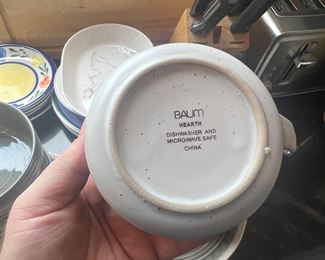 BAUM
HEARTH
DISHWASHER AND
MICROWAVE SAFE
CHINA